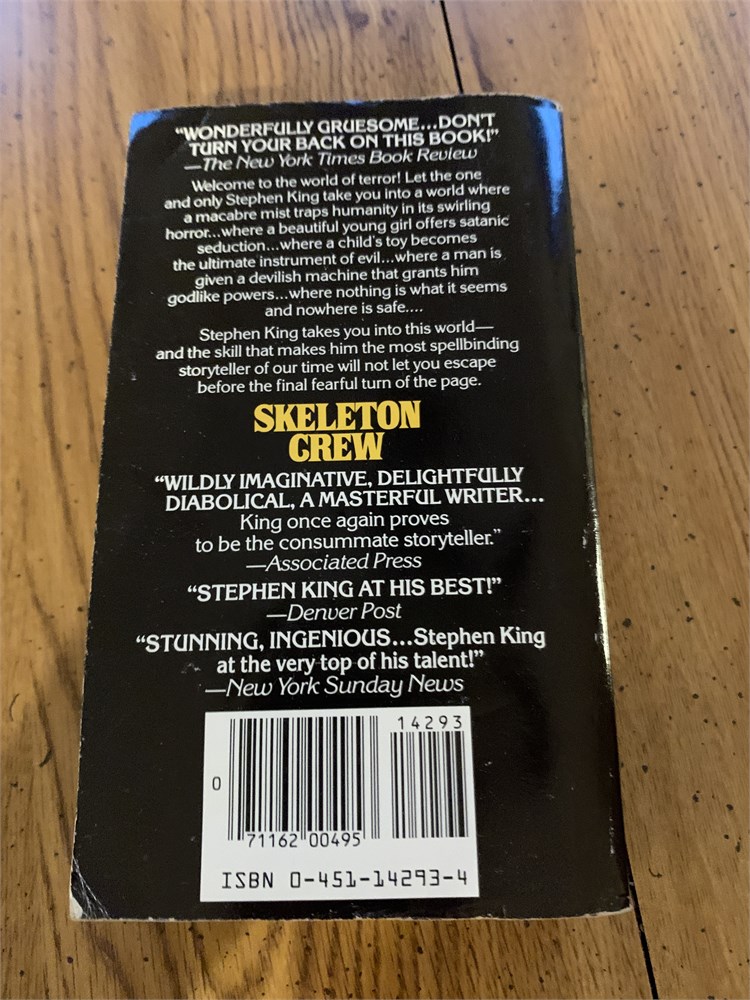 “WONDERFULLY GRUESOME...DON'T
TURN YOUR BACK ON THIS BOOK!”
—The New York Times Book Review
Welcome to the world of terror! Let the one
and only Stephen King take you into a world where
a macabre mist traps humanity in its swirling
horror...where a beautiful young girl offers satanic
seduction...where a child's toy becomes
the ultimate instrument of evil...where a man is
given a devilish machine that grants him
godlike powers...where nothing is what it seems
and nowhere is safe....
Stephen King takes you into this world—
and the skill that makes him the most spellbinding
storyteller of our time will not let you escape
before the final fearful turn of the page.
SKELETON
CREW
“WILDLY IMAGINATIVE, DELIGHTFULLY
DIABOLICAL, A MASTERFUL WRITER...
King once again proves
to be the consummate storyteller.”
—Associated Press
“STEPHEN KING AT HIS BEST!”
—Denver Post
“STUNNING, INGENIOUS...Stephen King
at the very top of his talent!”
—New York Sunday News
14293
0
71162 00495
ISBN 0-451-14293-4